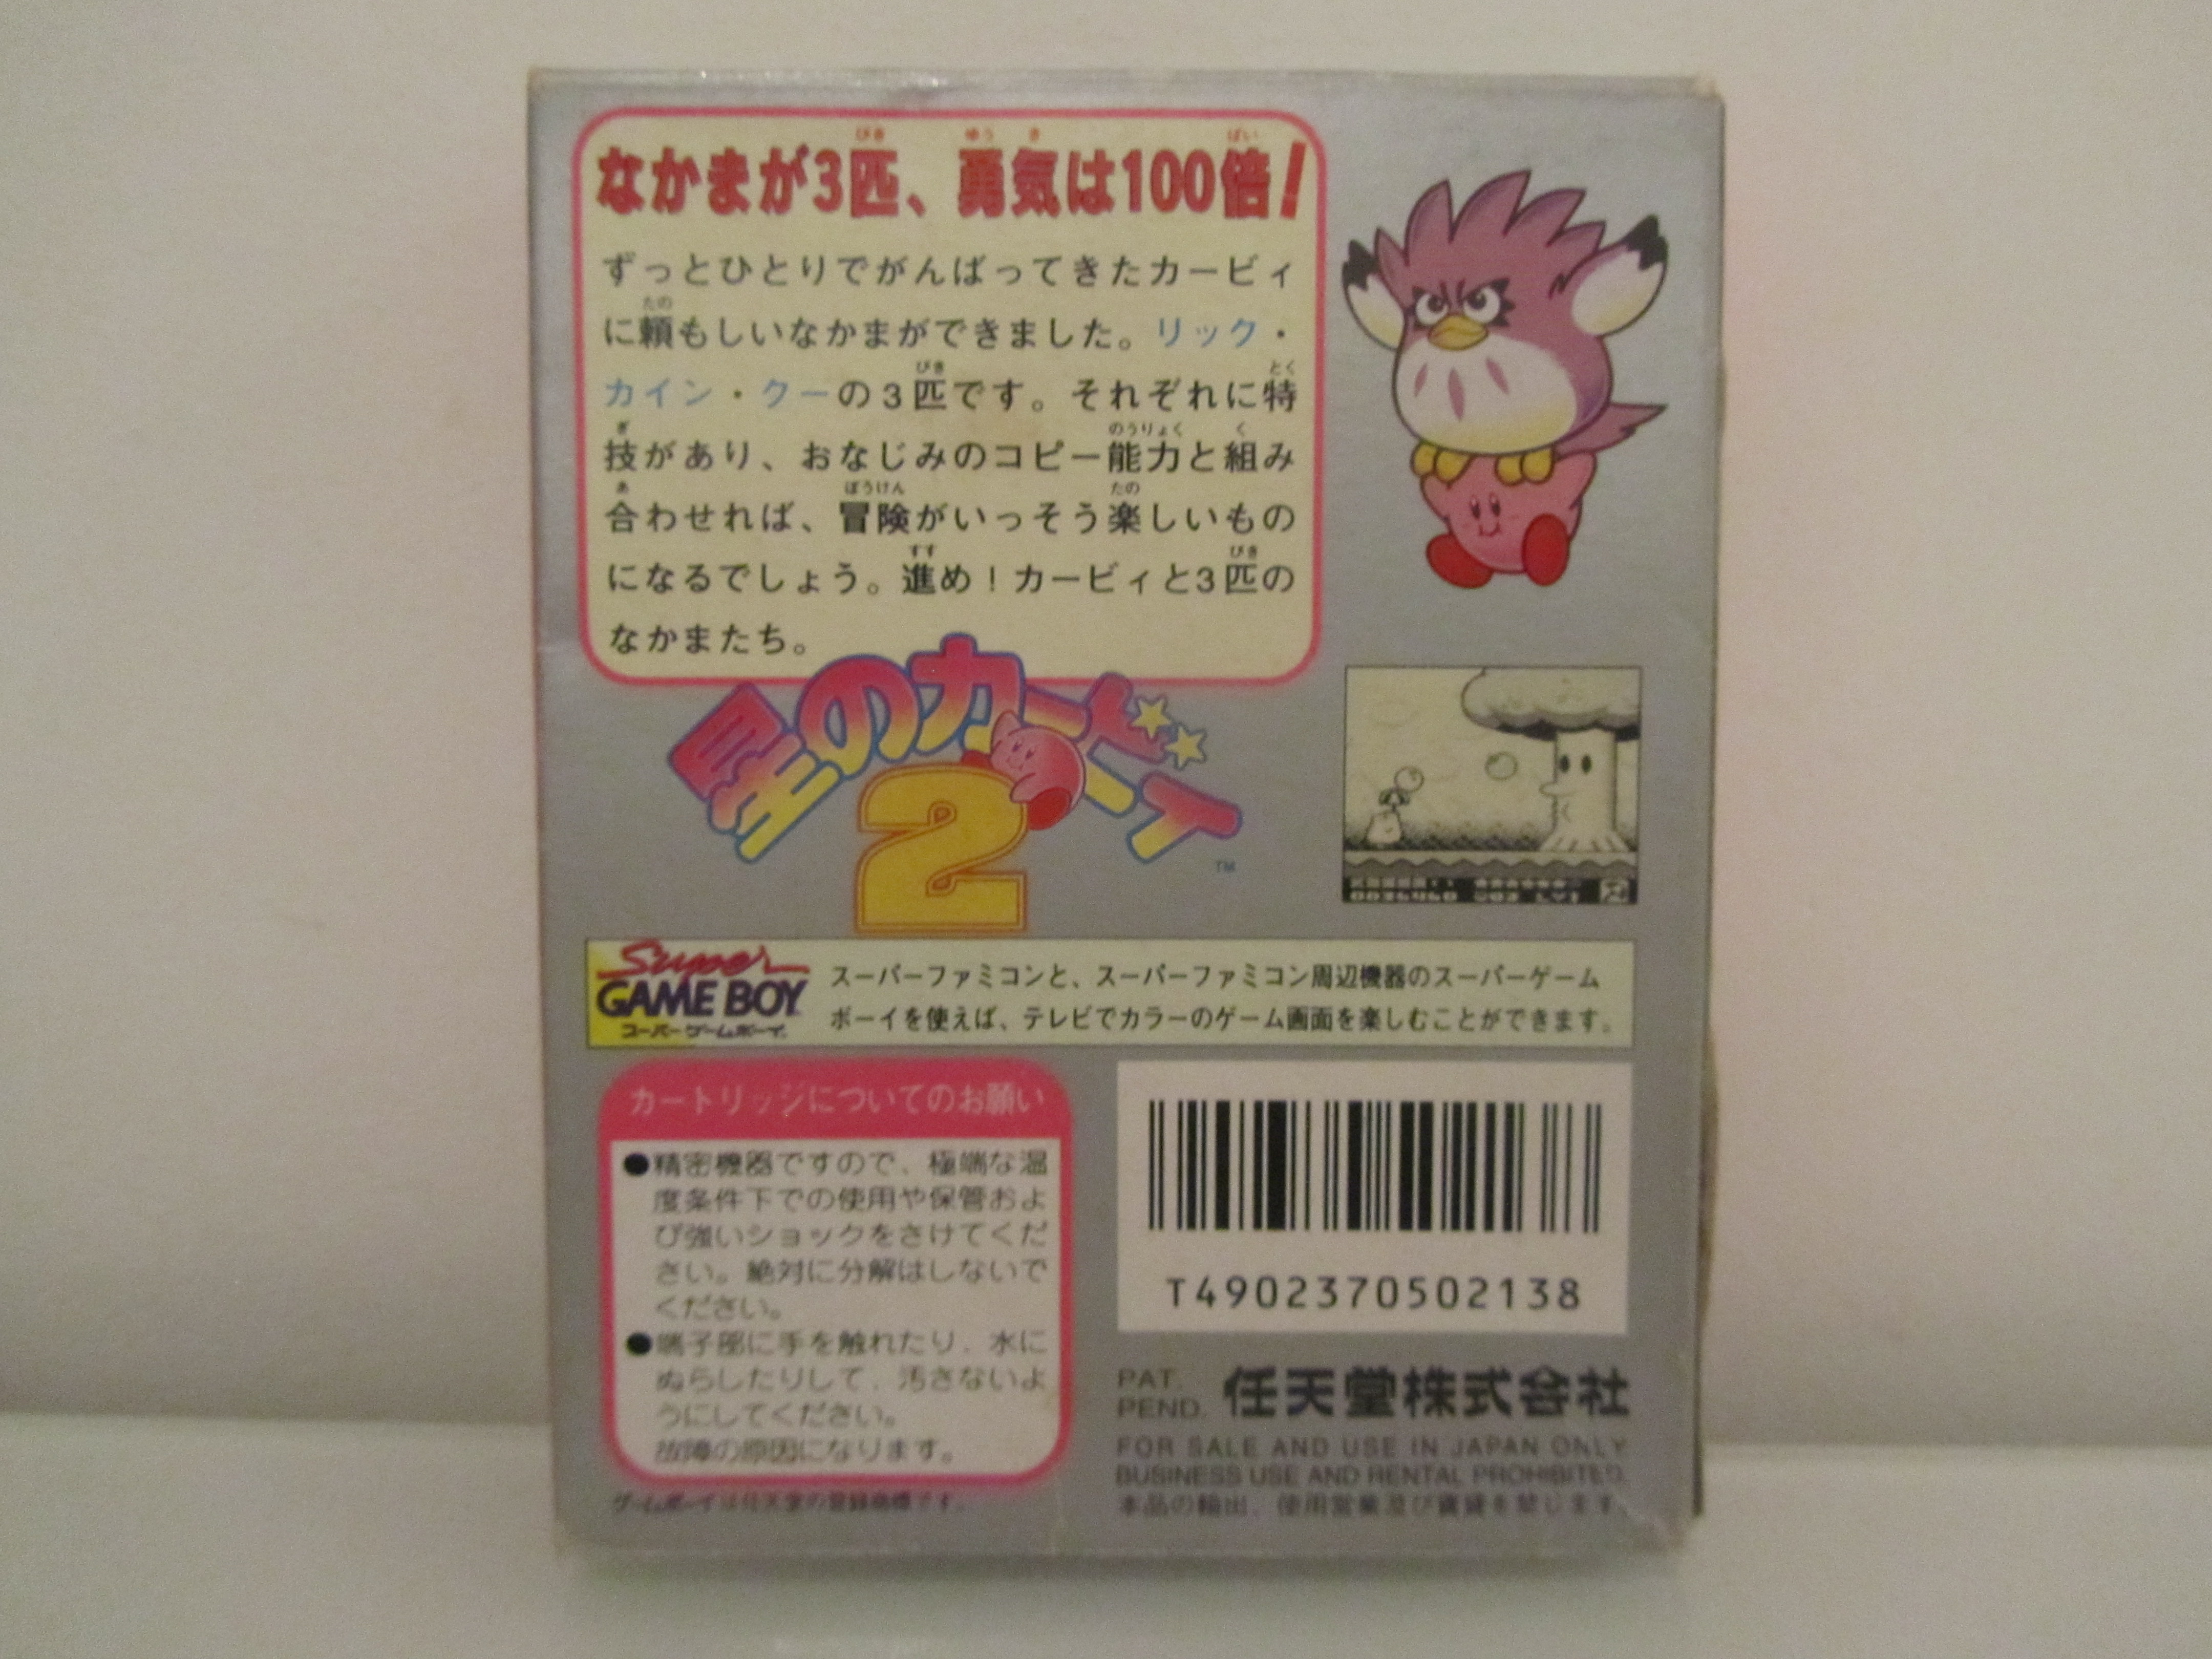 なかまが3匹、勇気は100倍!
ずっとひとりでがんばってきたカービィ
に頼もしいなかまができました。リック・
カイン・クーの3匹です。それぞれに特
技があり、おなじみのコピー能力と組み
合わせれば、冒険がいっそう楽しいもの
になるでしょう。進め!カービィと3匹の
なかまたち。
星のカービィ
2
TM
Super
GAME BOY
スーパーゲームボーイ
スーパーファミコンと、スーパーファミコン周辺機器のスーパーゲーム
ボーイを使えば、テレビでカラーのゲーム画面を楽しむことができます。
カートリッジについてのお願い
●精密機器ですので、極端な温
度条件下での使用や保管およ
び強いショックをさけてくだ
さい。絶対に分解はしないで
ください。
●端子部に手を触れたり、水に
ぬらしたりして、汚さないよ
うにしてください。
故障の原因になります。
ゲームボーイは任天堂の登録商標です。
T4902370502138
PAT.
PEND.
任天堂株式会社
FOR SALE AND USE IN JAPAN ONLY
BUSINESS USE AND RENTAL PROHIBITED.
本品の輸出、使用営業及び賃貸を禁じます。